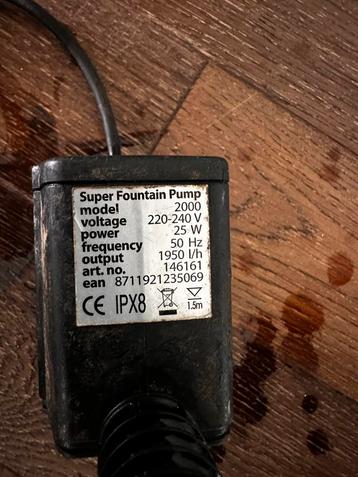 Super Fountain Pump
model 2000
voltage 220-240 V
power 25 W
frequency 50 Hz
output 1950 l/h
art. no. 146161
ean 8711921235069
CE IPX8 1.5m